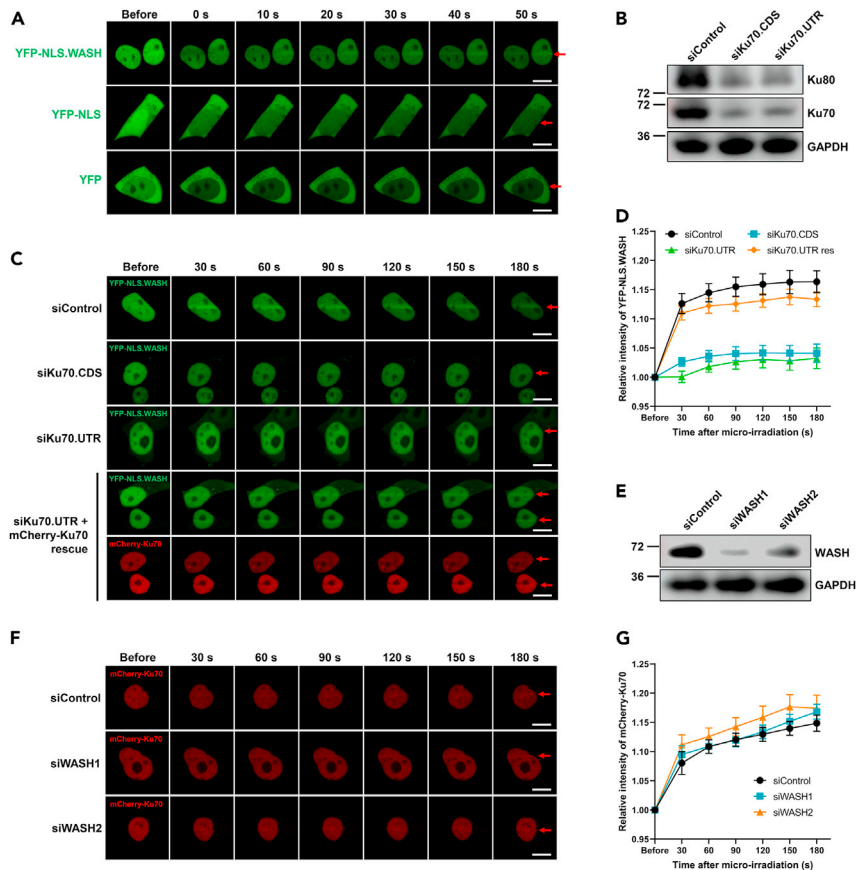 A
Before 0 s 10 s 20 s 30 s 40 s 50 s
YFP-NLS.WASH
YFP-NLS
YFP
B
siControl
siKu70.CDS
siKu70.UTR
Ku80
72
72
Ku70
36
GAPDH
C
Before 30 s 60 s 90 s 120 s 150 s 180 s
YFP-NLS.WASH
siControl
YFP-NLS.WASH
siKu70.CDS
YFP-NLS.WASH
siKu70.UTR
YFP-NLS.WASH
siKu70.UTR +
mCherry-Ku70
rescue
mCherry-Ku70
D
siControl siKu70.CDS
siKu70.UTR siKu70.UTR res
Relative intensity of YFP-NLS.WASH
1.25
1.20
1.15
1.10
1.05
1.00
0.95
Before 30 60 90 120 150 180
Time after micro-irradiation (s)
E
siControl
siWASH1
siWASH2
72
WASH
36
GAPDH
F
Before 30 s 60 s 90 s 120 s 150 s 180 s
mCherry-Ku70
siControl
mCherry-Ku70
siWASH1
mCherry-Ku70
siWASH2
G
Relative intensity of mCherry-Ku70
1.25
1.20
1.15
1.10
1.05
1.00
0.95
siControl
siWASH1
siWASH2
Before 30 60 90 120 150 180
Time after micro-irradiation (s)